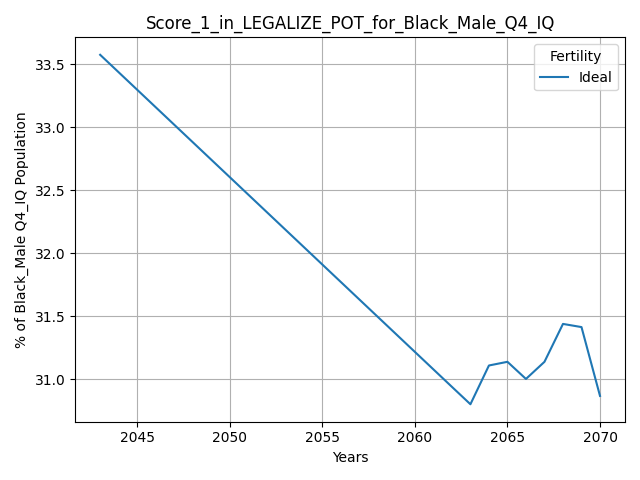 Score_1_in_LEGALIZE_POT_for_Black_Male_Q4_IQ
Fertility
Ideal
% of Black_Male Q4_IQ Population
33.5
33.0
32.5
32.0
31.5
31.0
2045 2050 2055 2060 2065 2070
Years